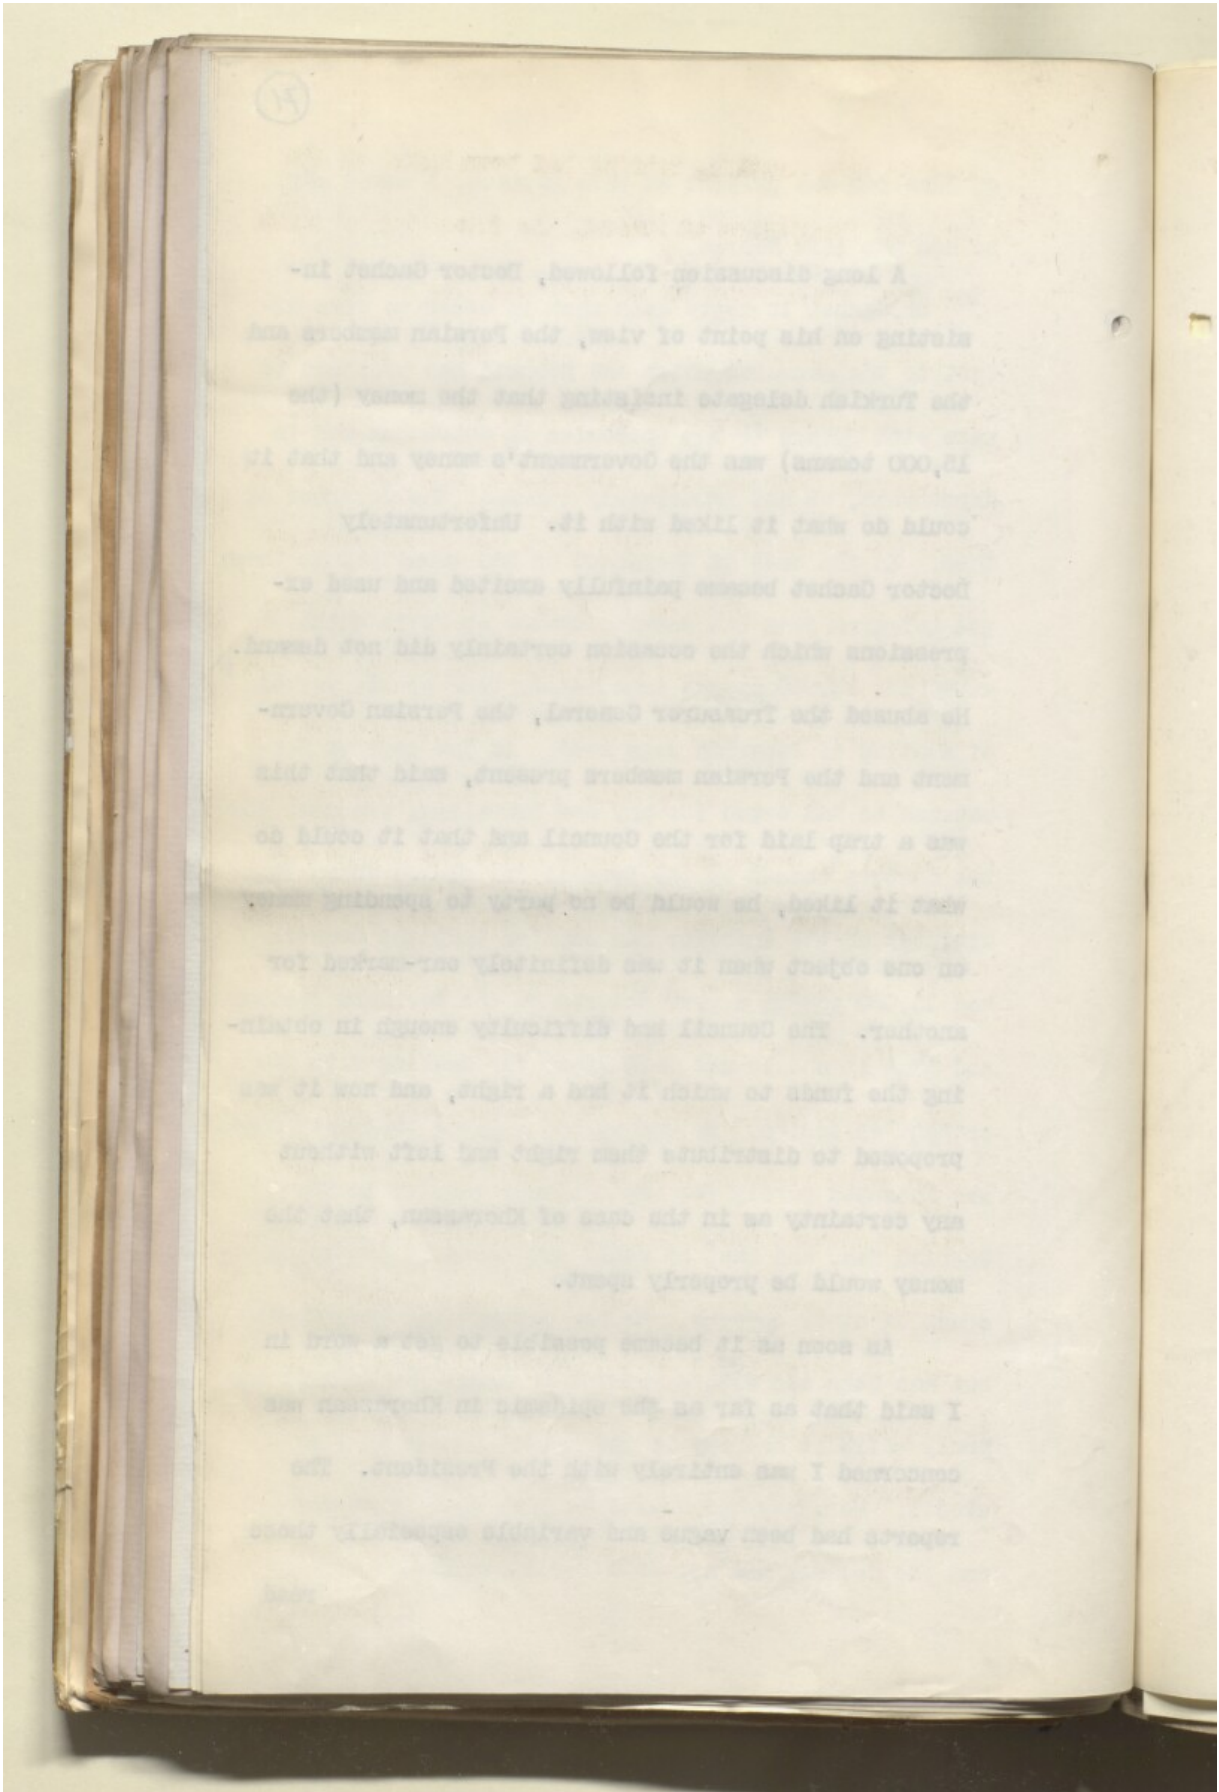 A long discussion followed, Doctor Gachet in-
sisting on his point of view, the Persian members and
the Turkish delegate insisting that the money (the
15,000 tomans) was the Government's money and that it
could do what it liked with it. Unfortunately
Doctor Gachet became painfully excited and used ex-
pressions which the occasion certainly did not demand.
He abused the Treasurer General, the Persian Govern-
ment and the Persian members present, said that this
was a trap laid for the Council and that it could do
what it liked, he would be no party to spending money
on one object when it was definitely ear-marked for
another. The Council had difficulty enough in obtain-
ing the funds to which it had a right, and now it was
proposed to distribute them right and left without
any certainty as in the case of Khorassan, that the
money would be properly spent.
As soon as it became possible to get a word in
I said that as far as the epidemic in Khorassan was
concerned I was entirely with the President. The
reports had been vague and variable especially those
read